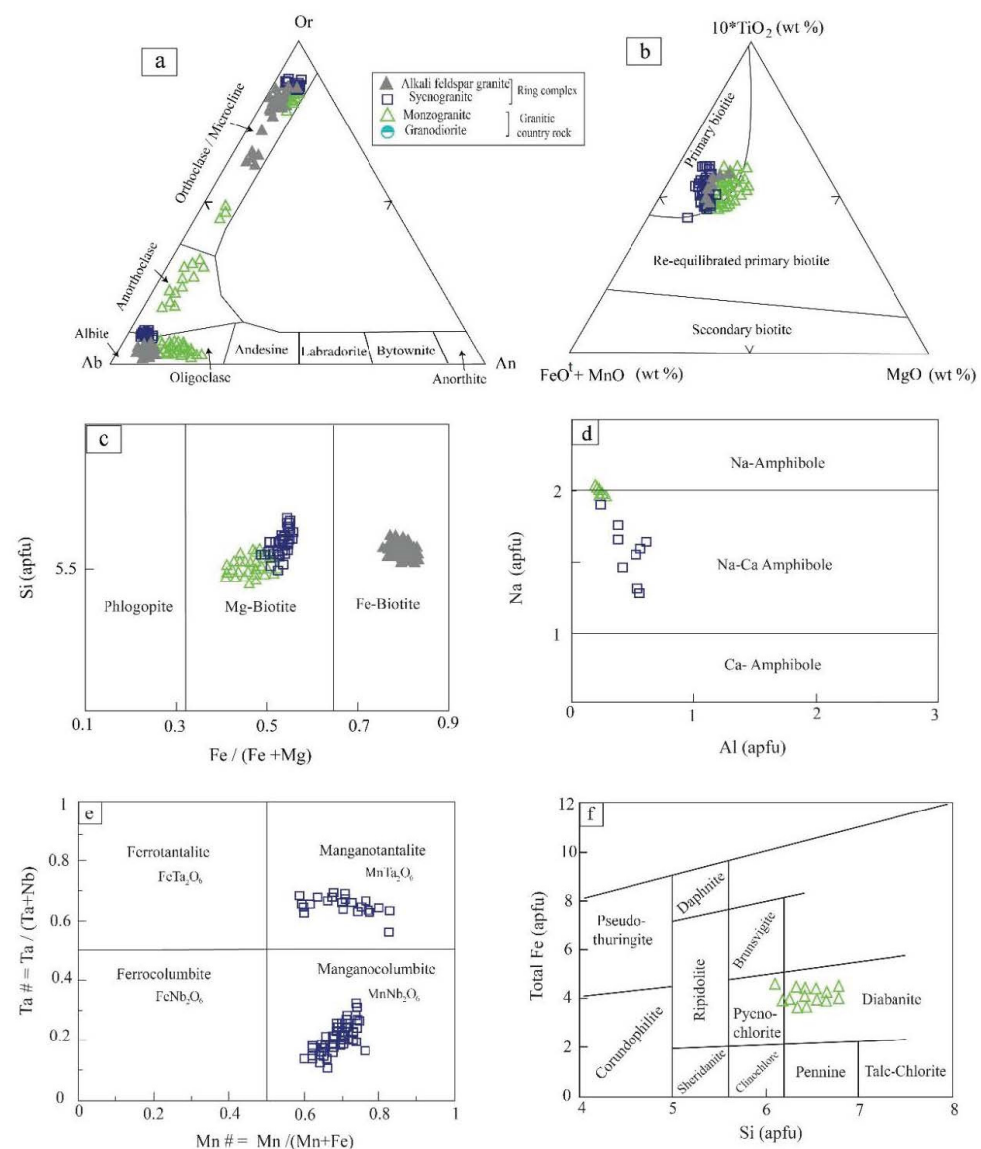 a
Or
Alkali feldspar granite
Sycnogranite
Ring complex
Monzogranite
Granodiorite
Granitic
country rock
Orthoclase / Microcline
Anorthoclase
Albite
Ab
Oligoclase
Andesine
Labradorite
Bytownite
Anorthite
An
b
10*TiO2 (wt %)
Primary biotite
Re-equilibrated primary biotite
Secondary biotite
FeOt+ MnO (wt %)
MgO (wt %)
c
Si (apfu)
5.5
Phlogopite
Mg-Biotite
Fe-Biotite
0.1 0.3 0.5 0.7 0.9
Fe / (Fe +Mg)
d
Na (apfu)
2
1
Na-Amphibole
Na-Ca Amphibole
Ca- Amphibole
0 1 2 3
Al (apfu)
e
Ta # = Ta / (Ta+Nb)
1
0.8
0.6
0.4
0.2
0
Ferrotantalite
FeTa2O6
Manganotantalite
MnTa2O6
Ferrocolumbite
FeNb2O6
Manganocolumbite
MnNb2O6
0 0.2 0.4 0.6 0.8 1
Mn # = Mn /(Mn+Fe)
f
Total Fe (apfu)
12
10
8
6
4
2
0
Pseudo-
thuringite
Daphnite
Brunsvigite
Corundophilite
Ripidolite
Pycno-
chlorite
Diabanite
Sheridanite
Clinochlore
Pennine
Talc-Chlorite
4 5 6 7 8
Si (apfu)